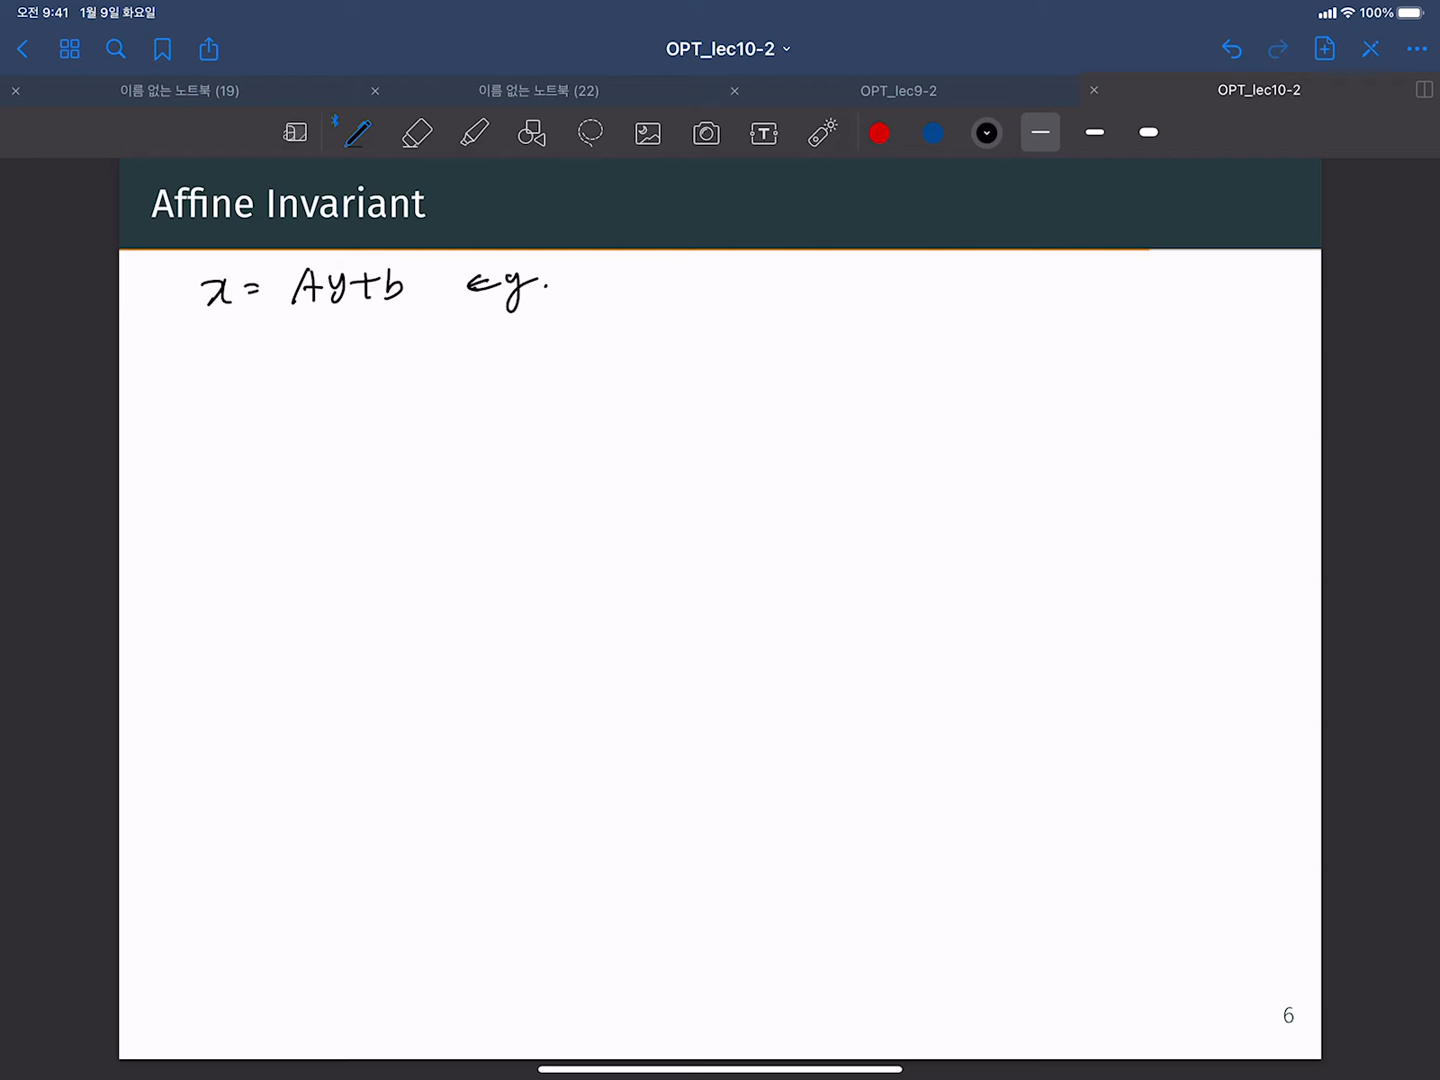 오전 9:41 1월 9일 화요일 100%
OPT_lec10-2
이름 없는 노트북 (19) 이름 없는 노트북 (22) OPT_lec9-2 OPT_lec10-2
Affine Invariant
x = Ay+b ⇐y.
6